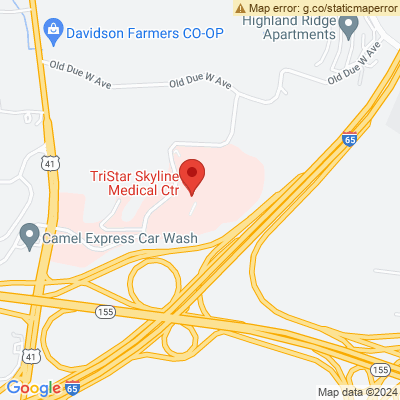 Map error: g.co/staticmaperror
Highland Ridge
Apartments
Davidson Farmers CO-OP
Old Due W Ave
Old Due W Ave
Old Due W Ave
65
41
TriStar Skyline
Medical Ctr
Camel Express Car Wash
155
155
41
65
Google
Map data ©2024